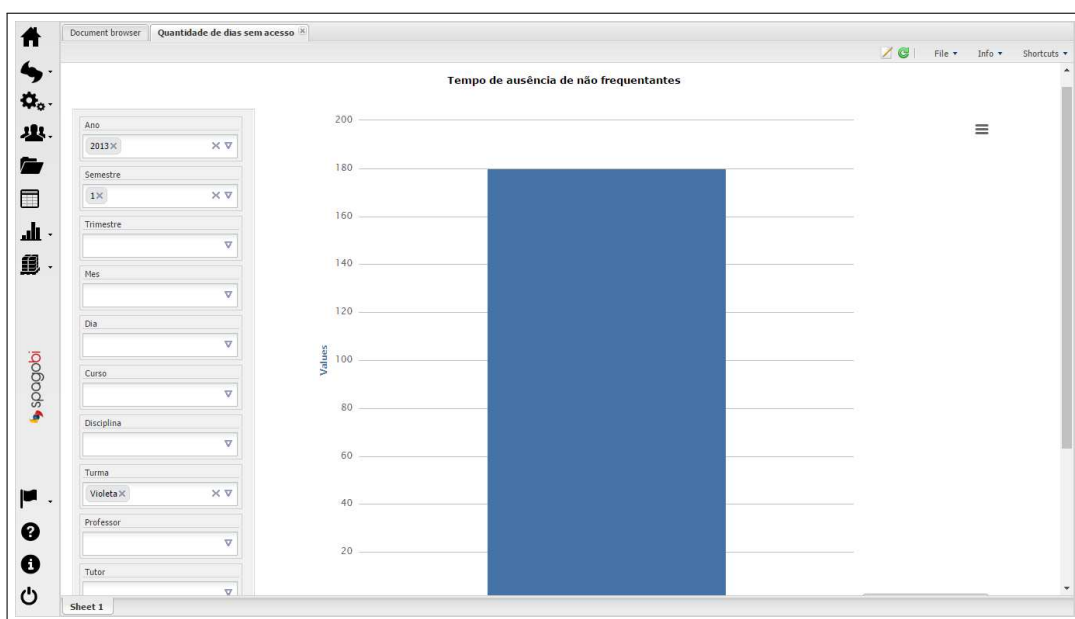 Document browser
Quantidade de dias sem acesso
File
Info
Shortcuts
Tempo de ausência de não frequentantes
Ano
2013
Semestre
1
Trimestre
Mes
Dia
Curso
Disciplina
Turma
Violeta
Professor
Tutor
200
180
160
140
120
100
80
60
40
20
Values
spagobi
Sheet 1